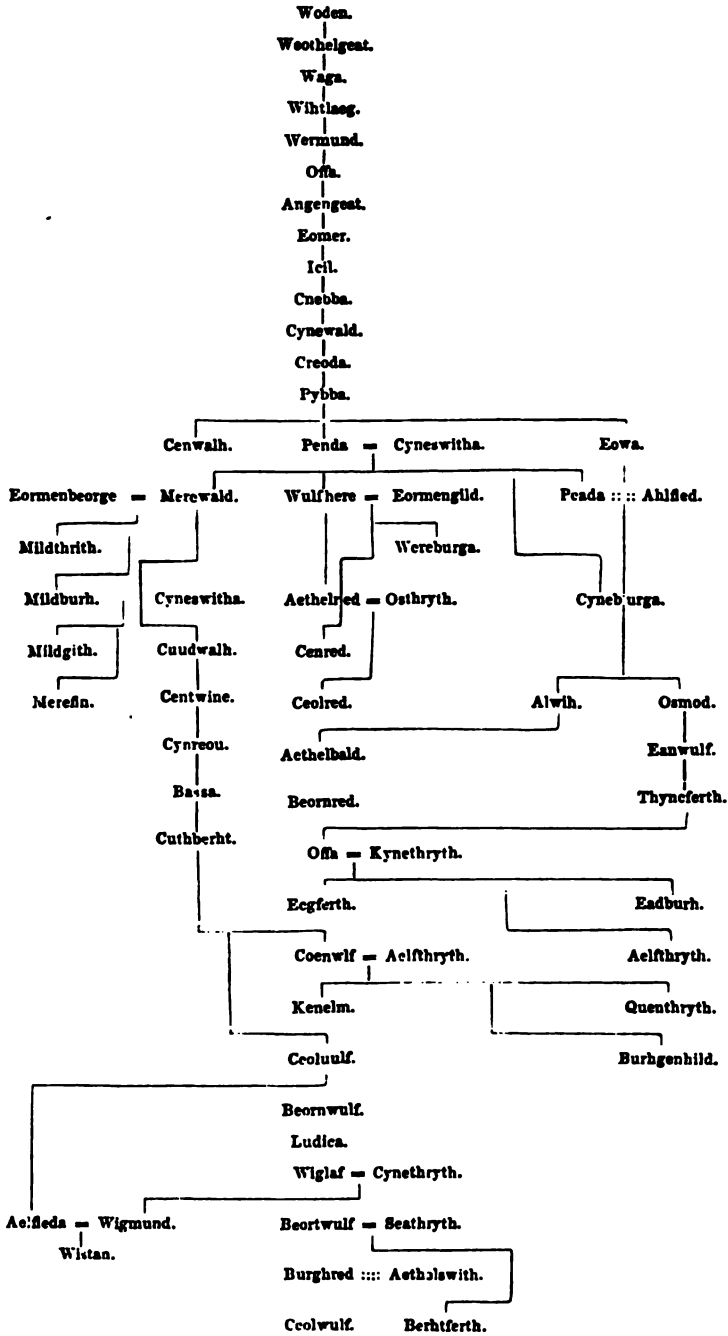 Woden.
Weothelgeat.
Waga.
Wihtlaeg.
Wermund.
Offa.
Angengeat.
Eomer.
Icil.
Cnebba.
Cynewald.
Creoda.
Pybba.
Cenwalh. Penda = Cyneswitha. Eowa.
Eormenbeorge = Merewald. Wulfhere = Eormengild. Peada :: :: Ahlfled.
Mildthrith. Wereburga.
Mildburh. Cyneswitha. Aethelred = Osthryth. Cyneburga.
Mildgith. Cuudwalh. Cenred.
Merefin. Centwine. Ceolred. Alwih. Osmod.
Cynreou. Aethelbald. Eanwulf.
Bassa. Beornred. Thyncferth.
Cuthberht. Offa = Kynethryth.
Ecgferth. Eadburh.
Coenwlf = Aelfthryth. Aelfthryth.
Kenelm. Quenthryth.
Ceoluulf. Burhgenhild.
Beornwulf.
Ludica.
Wiglaf = Cynethryth.
Aelfleda = Wigmund. Beortwulf = Seathryth.
Wistan.
Burghred :::: Aethelswith.
Ceolwulf. Berhtferth.